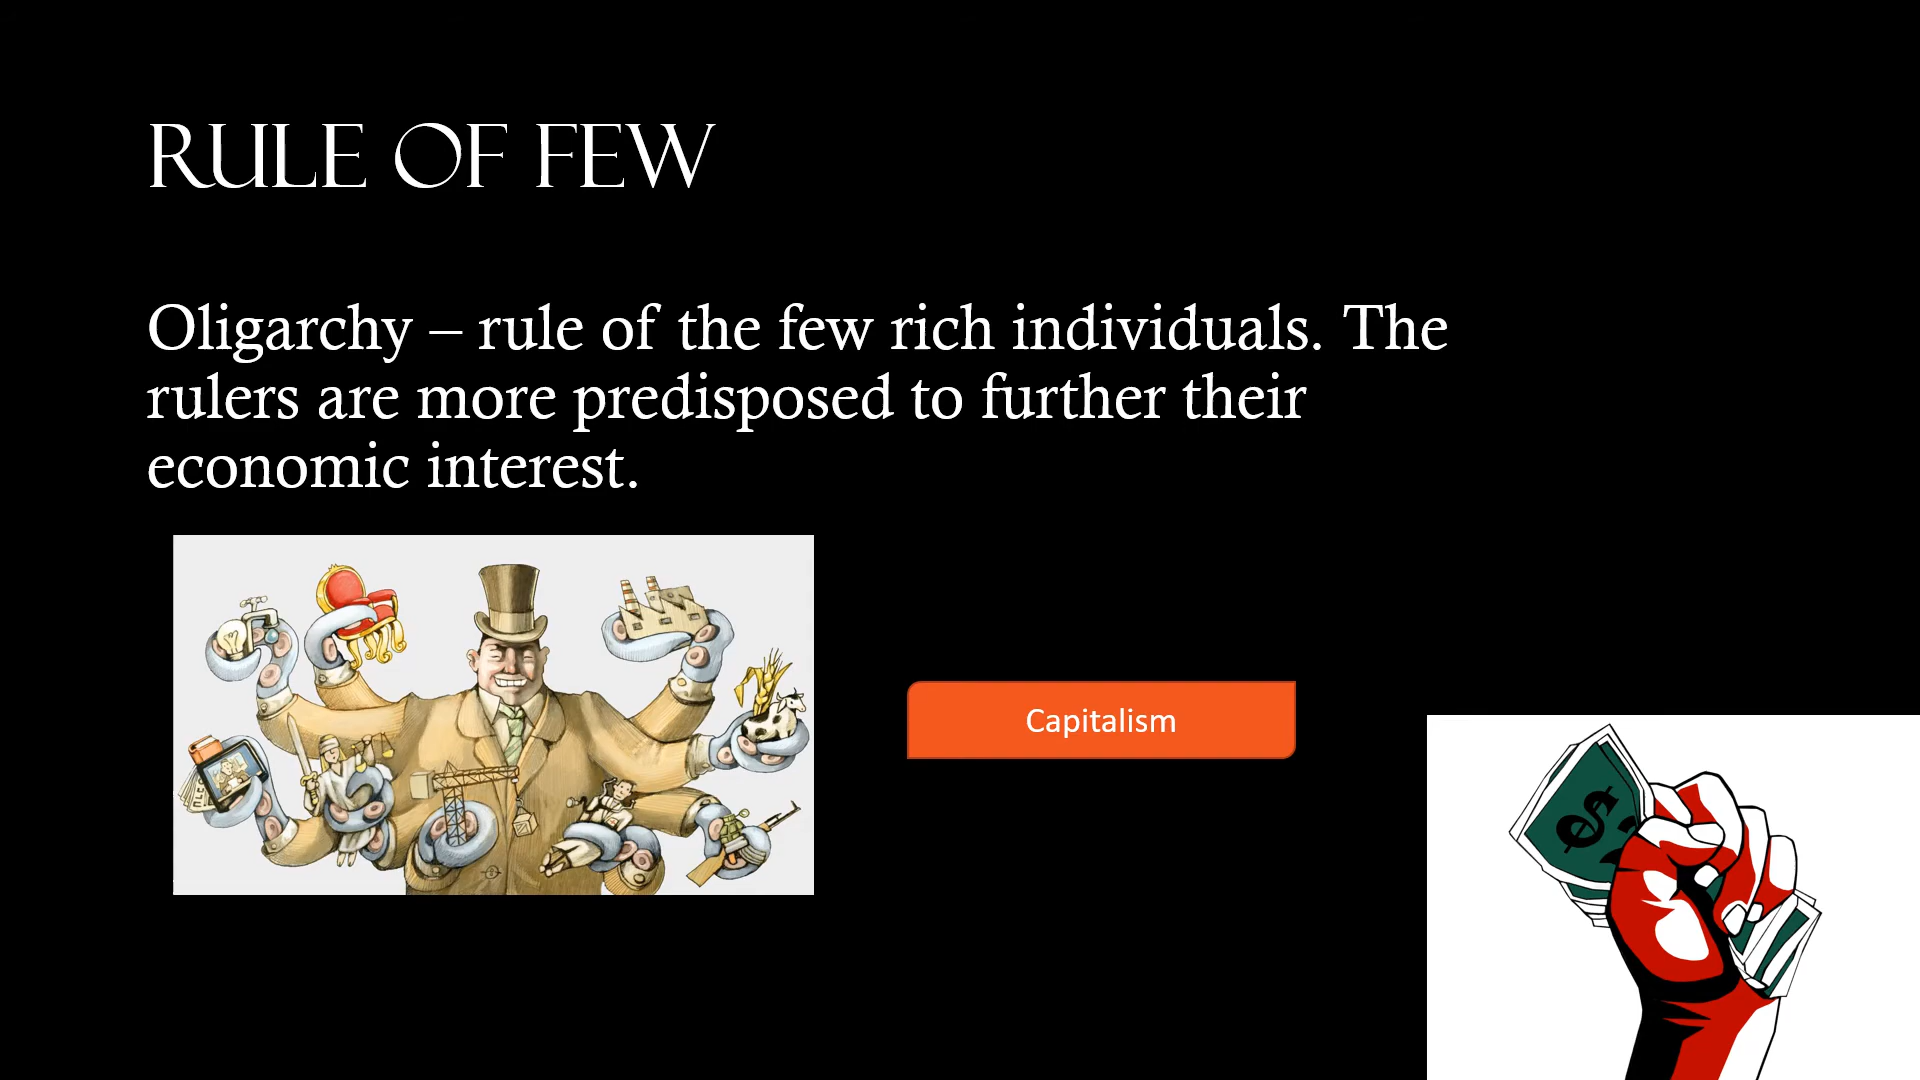 RULE OF FEW
Oligarchy – rule of the few rich individuals. The
rulers are more predisposed to further their
economic interest.
Capitalism
$